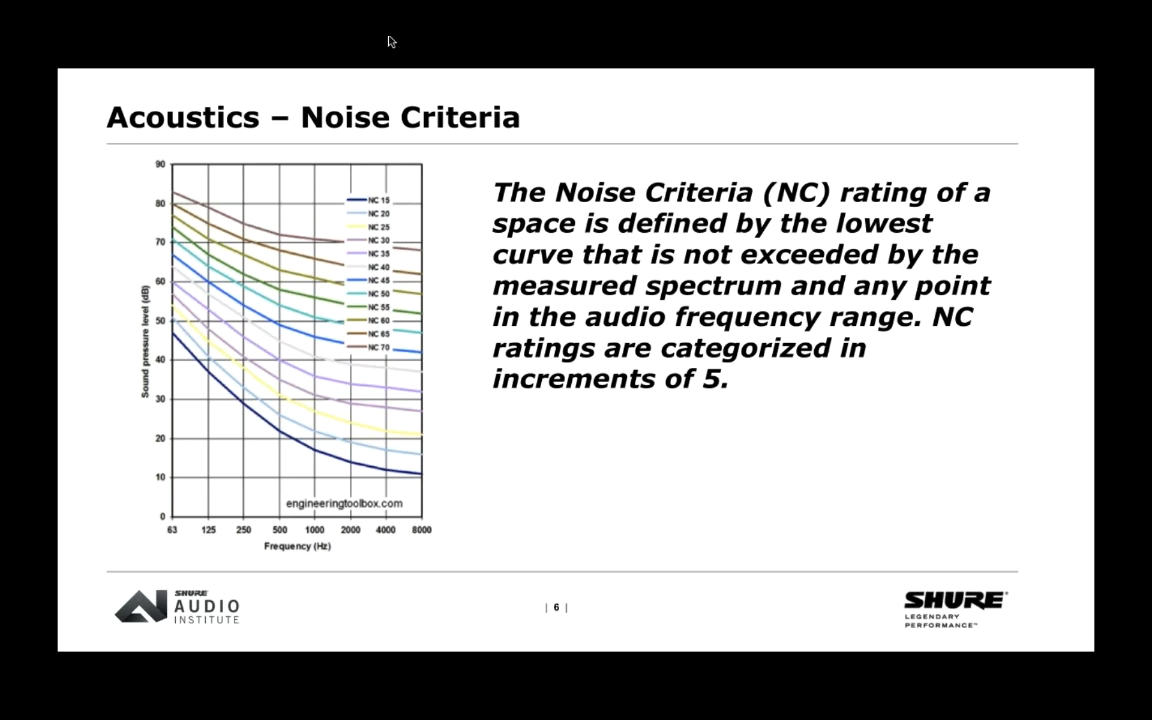 Acoustics – Noise Criteria
The Noise Criteria (NC) rating of a
space is defined by the lowest
curve that is not exceeded by the
measured spectrum and any point
in the audio frequency range. NC
ratings are categorized in
increments of 5.
Sound pressure level (dB)
90
80
70
60
50
40
30
20
10
0
NC 15
NC 20
NC 25
NC 30
NC 35
NC 40
NC 45
NC 50
NC 55
NC 60
NC 65
NC 70
engineeringtoolbox.com
63 125 250 500 1000 2000 4000 8000
Frequency (Hz)
SHURE
AUDIO
INSTITUTE
| 6 |
SHURE®
LEGENDARY
PERFORMANCE™